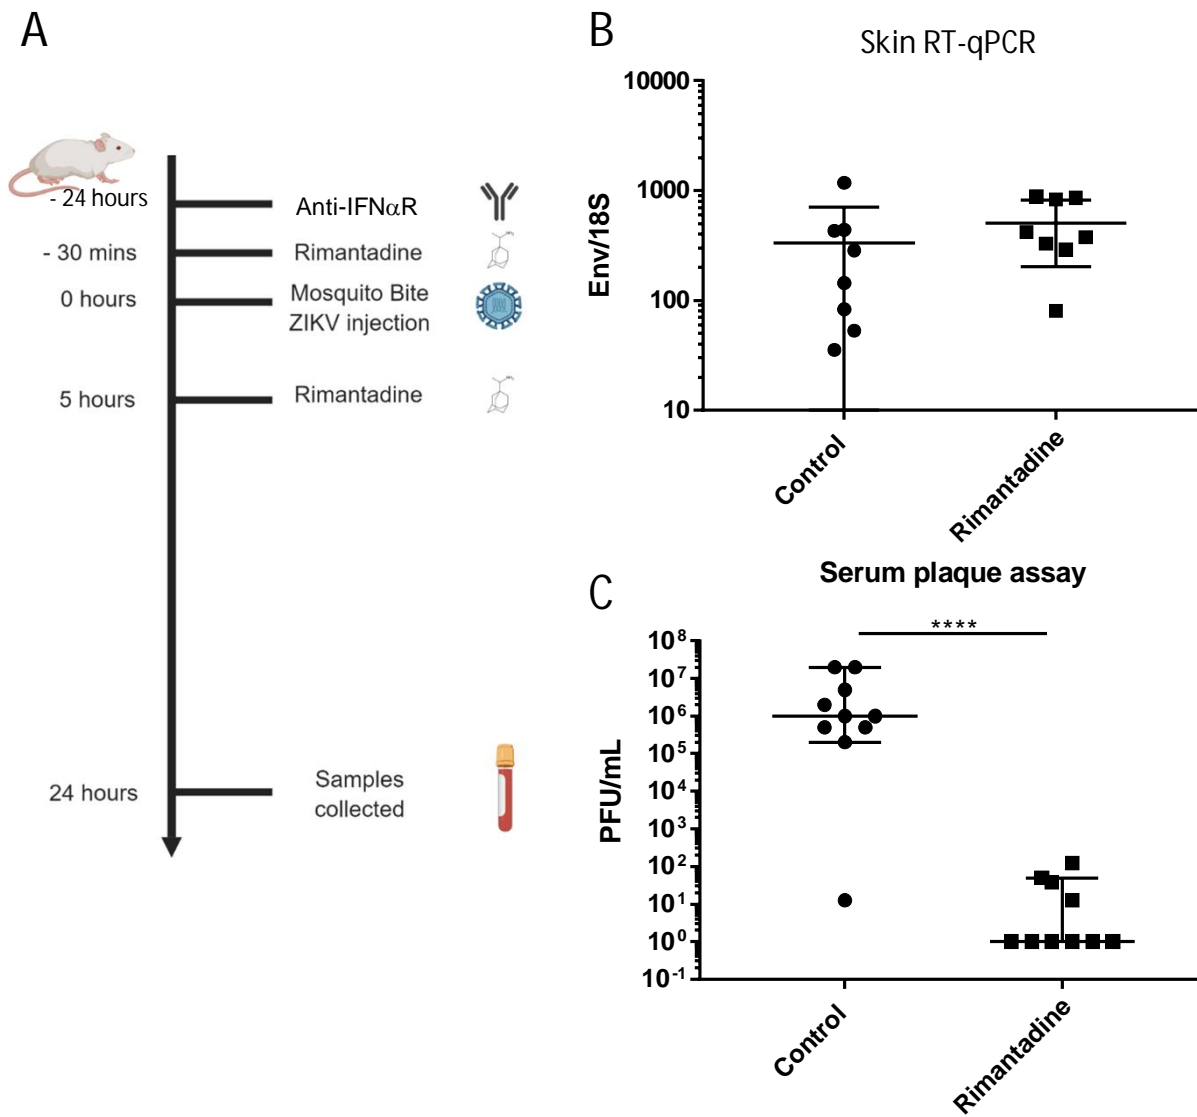 A
- 24 hours
Anti-IFNαR
- 30 mins
Rimantadine
0 hours
Mosquito Bite
ZIKV injection
5 hours
Rimantadine
24 hours
Samples
collected
B
Skin RT-qPCR
Env/18S
10000
1000
100
10
Control
Rimantadine
C
Serum plaque assay
****
PFU/mL
10⁸
10⁷
10⁶
10⁵
10⁴
10³
10²
10¹
10⁰
10⁻¹
Control
Rimantadine